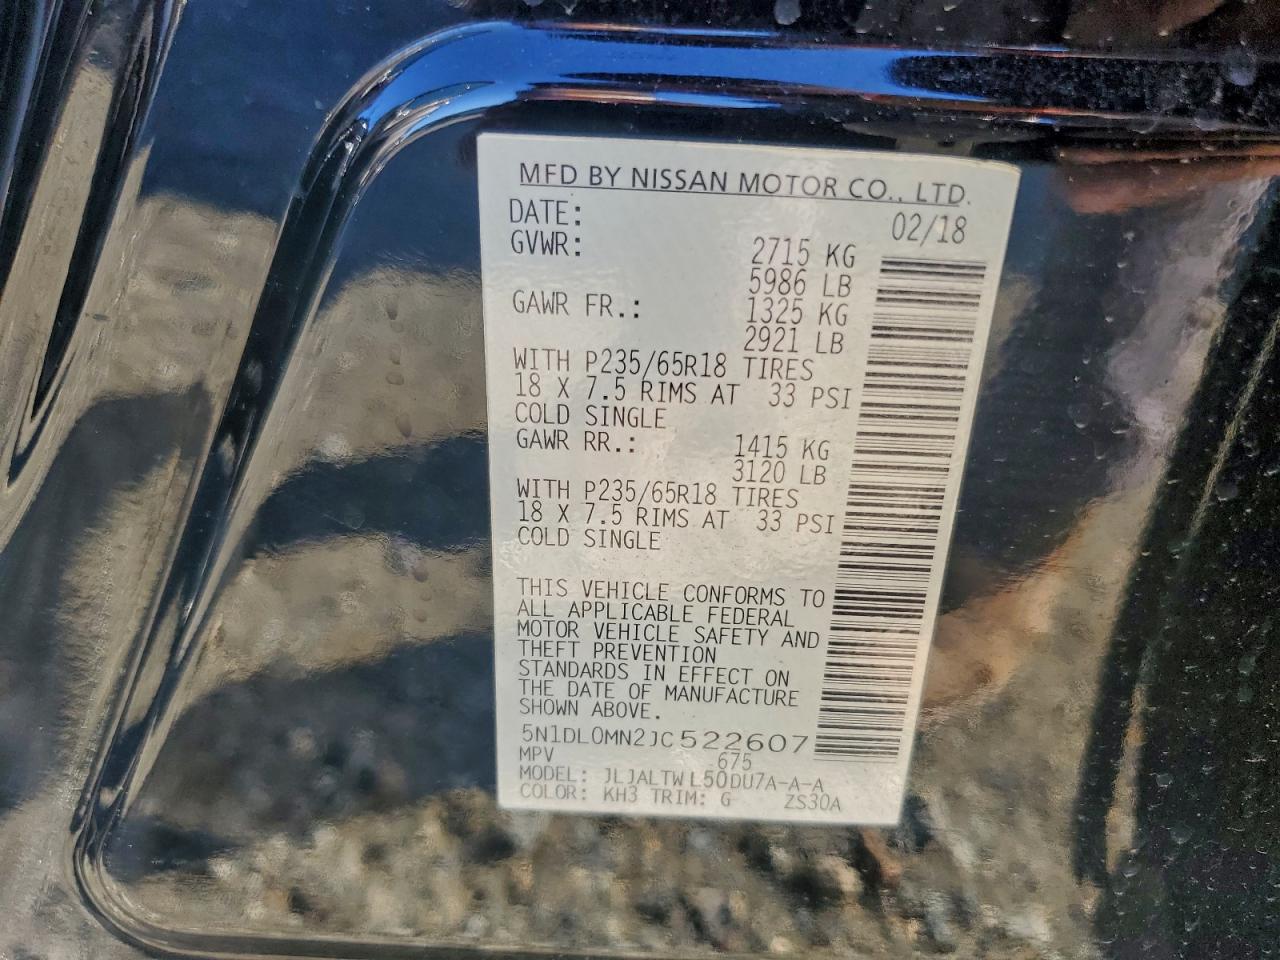 MFD BY NISSAN MOTOR CO., LTD.
DATE: 02/18
GVWR: 2715 KG
5986 LB
GAWR FR.: 1325 KG
2921 LB
WITH P235/65R18 TIRES
18 X 7.5 RIMS AT 33 PSI
COLD SINGLE
GAWR RR.: 1415 KG
3120 LB
WITH P235/65R18 TIRES
18 X 7.5 RIMS AT 33 PSI
COLD SINGLE
THIS VEHICLE CONFORMS TO
ALL APPLICABLE FEDERAL
MOTOR VEHICLE SAFETY AND
THEFT PREVENTION
STANDARDS IN EFFECT ON
THE DATE OF MANUFACTURE
SHOWN ABOVE.
5N1DL0MN2JC522607
MPV 675
MODEL: JLJALTWL50DU7A-A-A
COLOR: KH3 TRIM: G ZS30A